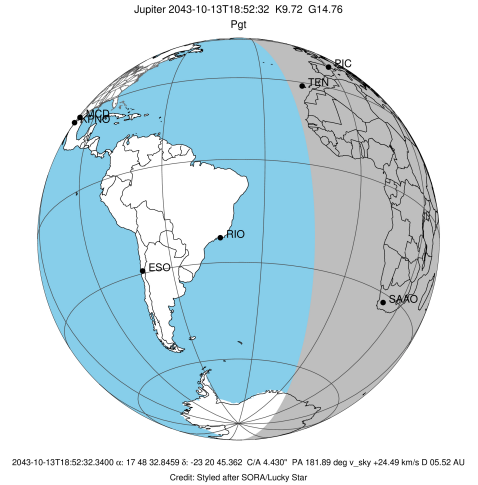 Jupiter 2043-10-13T18:52:32 K9.72 G14.76
Pgt
PIC
TEN
MCD
KPNO
RIO
ESO
SAAO
2043-10-13T18:52:32.3400 α: 17 48 32.8459 δ: -23 20 45.362 C/A 4.430" PA 181.89 deg v_sky +24.49 km/s D 05.52 AU
Credit: Styled after SORA/Lucky Star